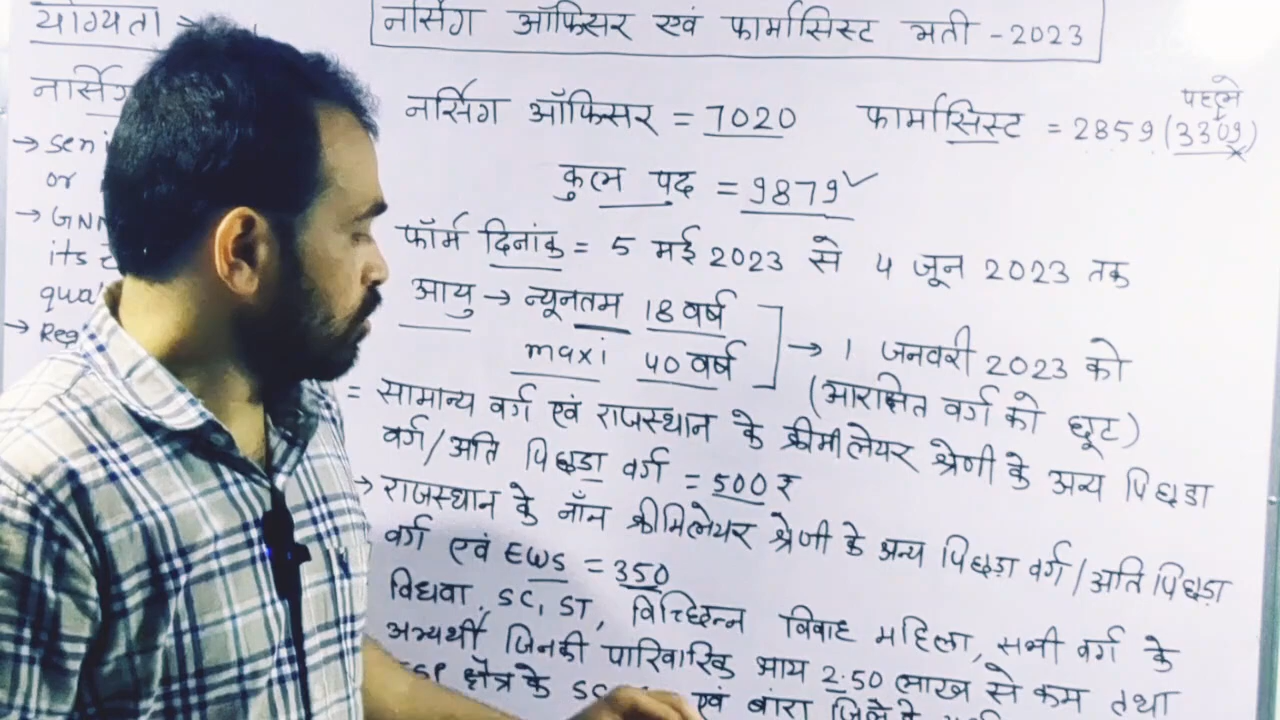 योग्यता →
नर्सिंग ऑफिसर एवं फार्मासिस्ट भर्ती - 2023
नर्सिंग
→ seni
or
→ GNM
its
qual
→ Reg
नर्सिंग ऑफिसर = 7020 फार्मासिस्ट = 2859 (3309)
पहले
कुल पद = 9879 ✓
फॉर्म दिनांक = 5 मई 2023 से 4 जून 2023 तक
आयु → न्यूनतम 18 वर्ष
maxi 40 वर्ष
→ 1 जनवरी 2023 को
(आरक्षित वर्ग को छूट)
= सामान्य वर्ग एवं राजस्थान के क्रीमीलेयर श्रेणी के अन्य पिछडा
वर्ग/अति पिछडा वर्ग = 500 ₹
→ राजस्थान के नॉन क्रीमिलेयर श्रेणी के अन्य पिछड़ा वर्ग/अति पिछड़ा
वर्ग एवं EWS = 350
विधवा, SC, ST, विच्छिन्न विवाह महिला, सभी वर्ग के
अभ्यर्थी जिनकी पारिवारिक आय 2.50 लाख से कम तथा
क्षेत्र के SC एवं बांरा जिले के